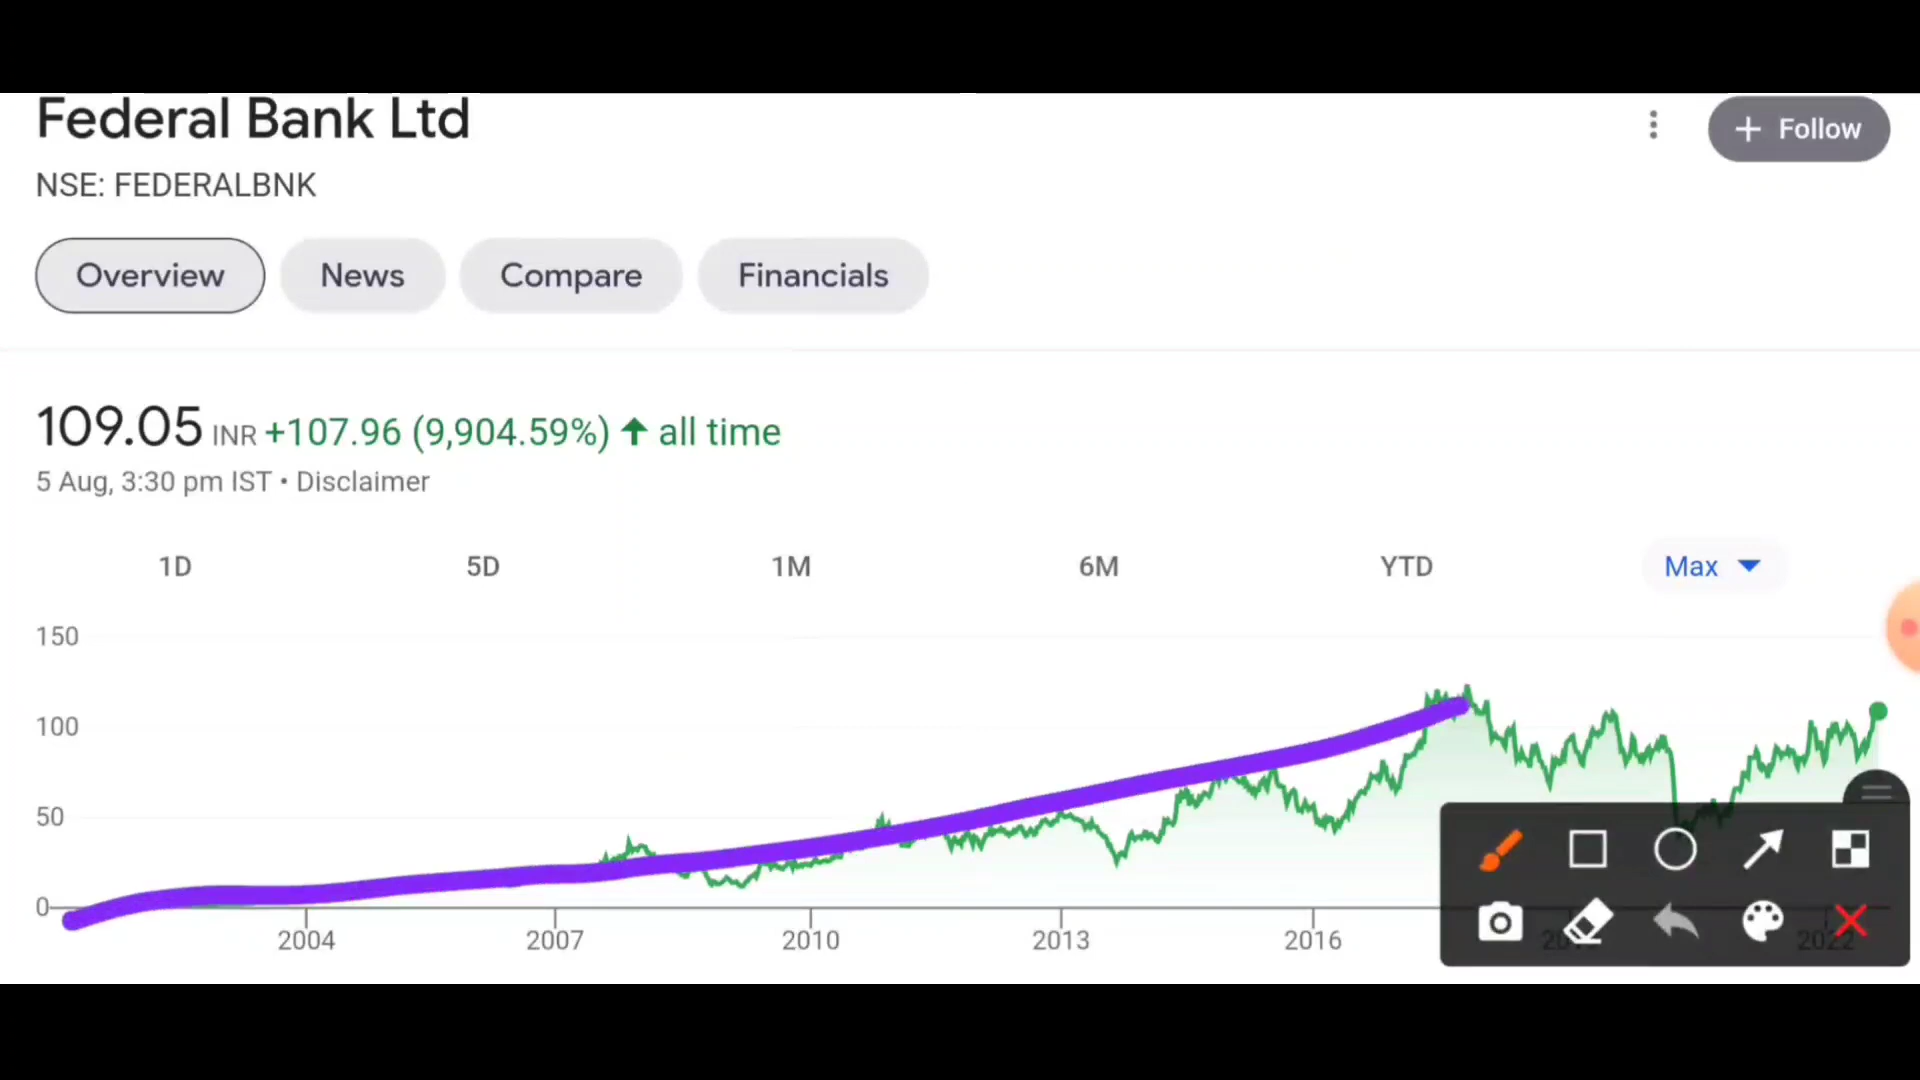 Federal Bank Ltd
+ Follow
NSE: FEDERALBNK
Overview News Compare Financials
109.05 INR +107.96 (9,904.59%) ↑ all time
5 Aug, 3:30 pm IST • Disclaimer
1D 5D 1M 6M YTD Max
150
100
50
0
2004 2007 2010 2013 2016 2022